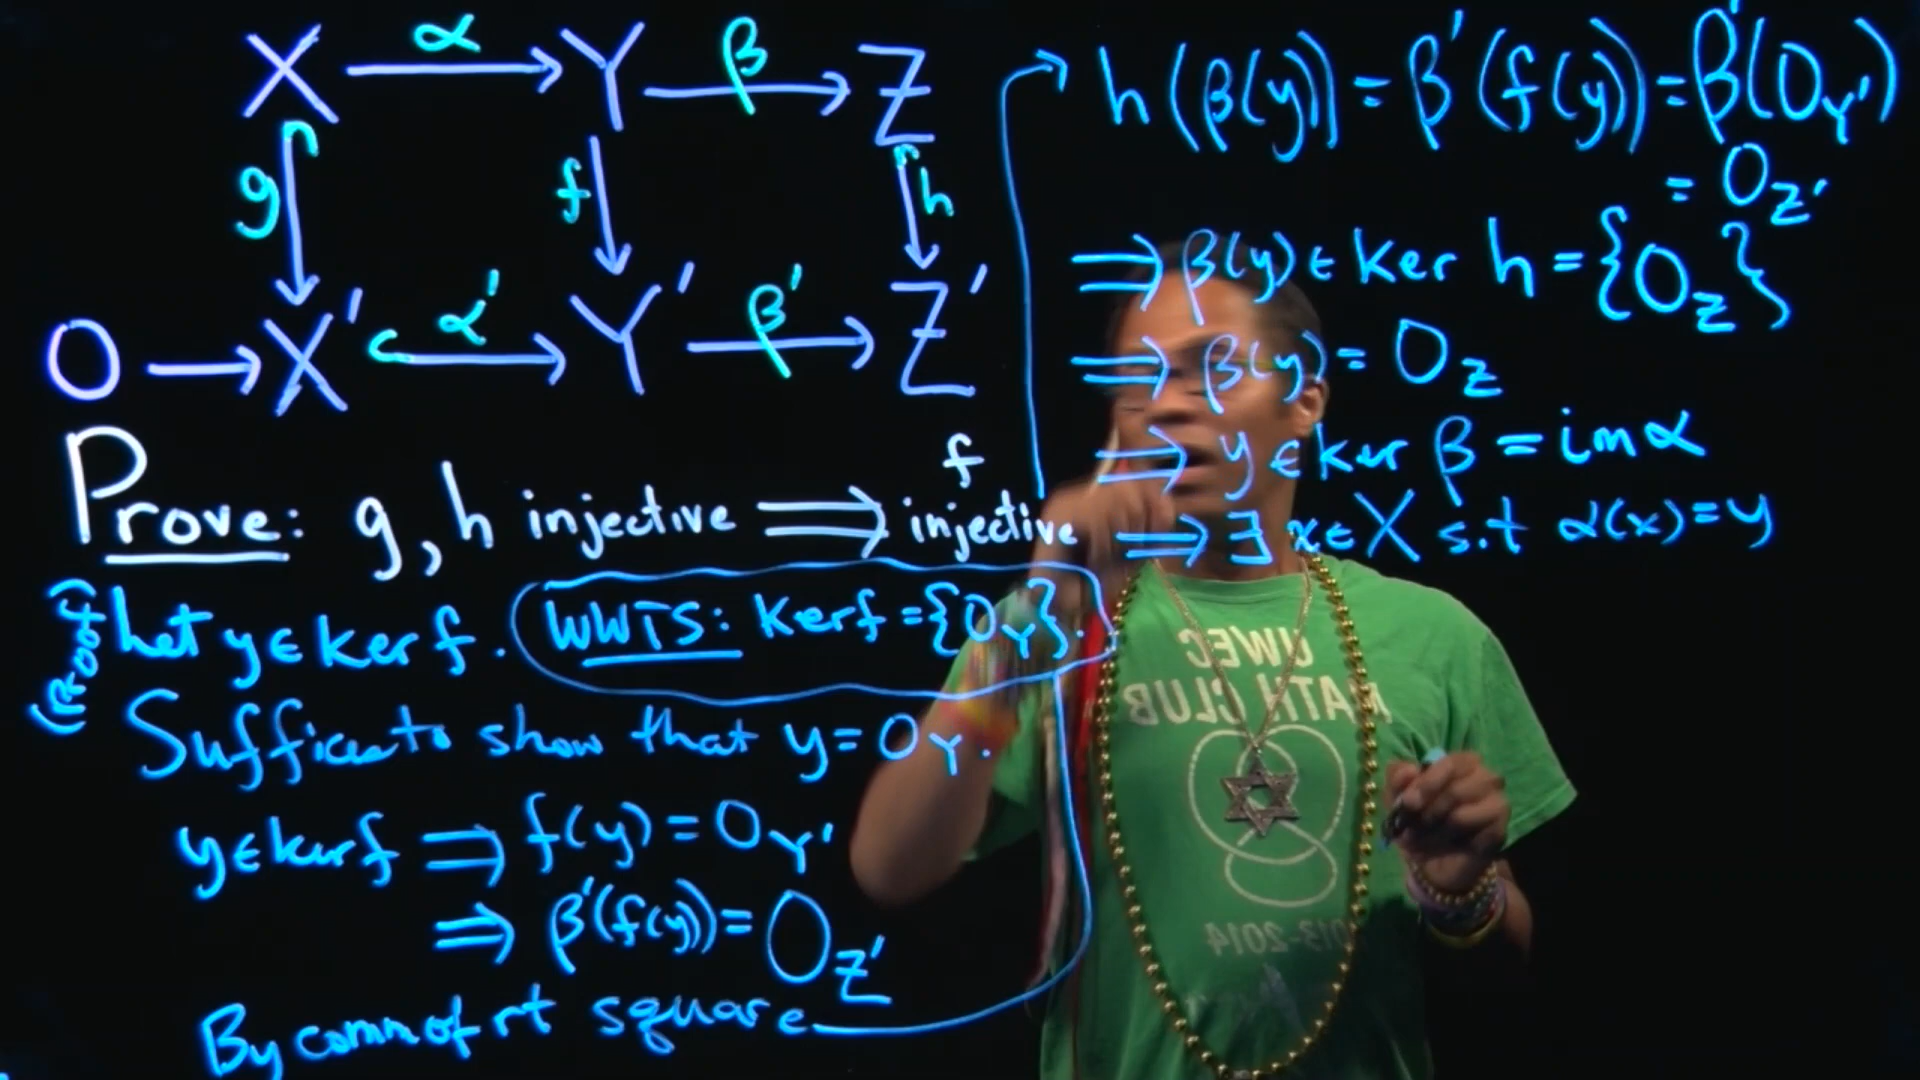 X α Y β Z
g f h
0 X' α' Y' β' Z'
Prove: g, h injective ⟹ f injective
(Proof) Let y ∈ ker f. WWTS: ker f = {0_Y}.
Suffices to show that y = 0_Y.
y ∈ ker f ⟹ f(y) = 0_Y'
⟹ β'(f(y)) = 0_Z'
By comm of rt square
h(β(y)) = β'(f(y)) = β'(0_Y')
= 0_Z'
⟹ β(y) ∈ ker h = {0_Z}
⟹ β(y) = 0_Z
⟹ y ∈ ker β = im α
⟹ ∃ x ∈ X s.t α(x) = y
UWEC
MATH CLUB
2013-2014